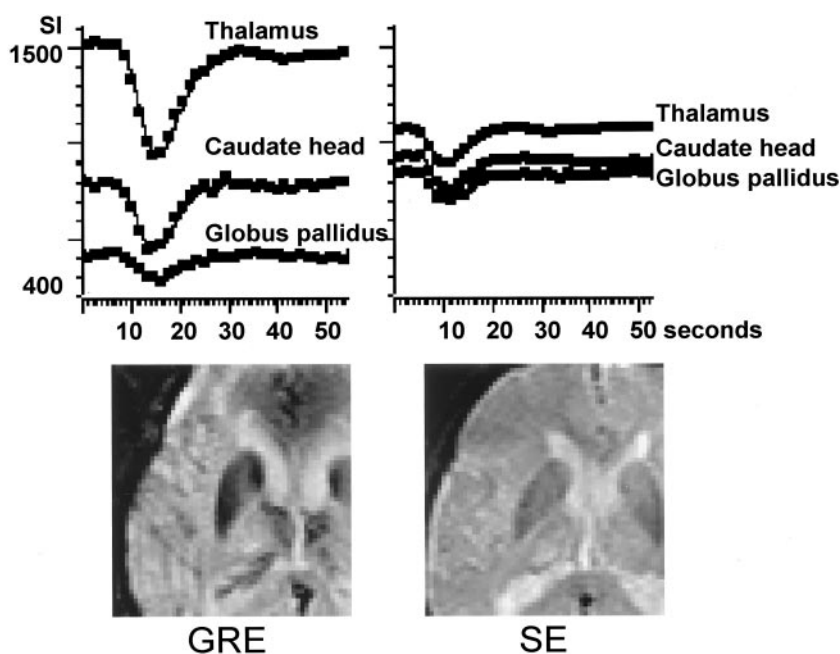 SI
1500
Thalamus
Caudate head
Globus pallidus
400
10 20 30 40 50
Thalamus
Caudate head
Globus pallidus
10 20 30 40 50 seconds
GRE
SE